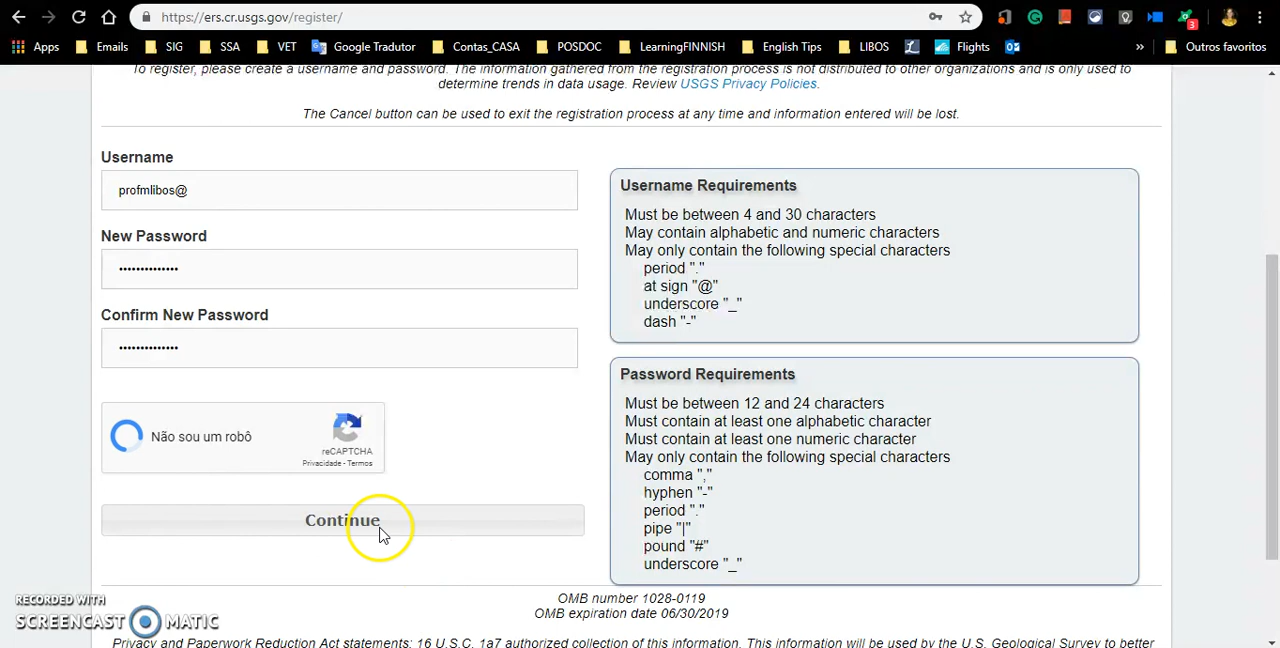 https://ers.cr.usgs.gov/register/
3
Apps Emails SIG SSA VET Google Tradutor Contas_CASA POSDOC LearningFINNISH English Tips LIBOS Flights » Outros favoritos
To register, please create a username and password. The information gathered from the registration process is not distributed to other organizations and is only used to
determine trends in data usage. Review USGS Privacy Policies.
The Cancel button can be used to exit the registration process at any time and information entered will be lost.
Username
profmlibos@
New Password
••••••••••••••
Confirm New Password
••••••••••••••
Não sou um robô
reCAPTCHA
Privacidade - Termos
Continue
Username Requirements
Must be between 4 and 30 characters
May contain alphabetic and numeric characters
May only contain the following special characters
period "."
at sign "@"
underscore "_"
dash "-"
Password Requirements
Must be between 12 and 24 characters
Must contain at least one alphabetic character
Must contain at least one numeric character
May only contain the following special characters
comma ","
hyphen "-"
period "."
pipe "|"
pound "#"
underscore "_"
OMB number 1028-0119
OMB expiration date 06/30/2019
Privacy and Paperwork Reduction Act statements: 16 U.S.C. 1a7 authorized collection of this information. This information will be used by the U.S. Geological Survey to better
RECORDED WITH
SCREENCAST MATIC